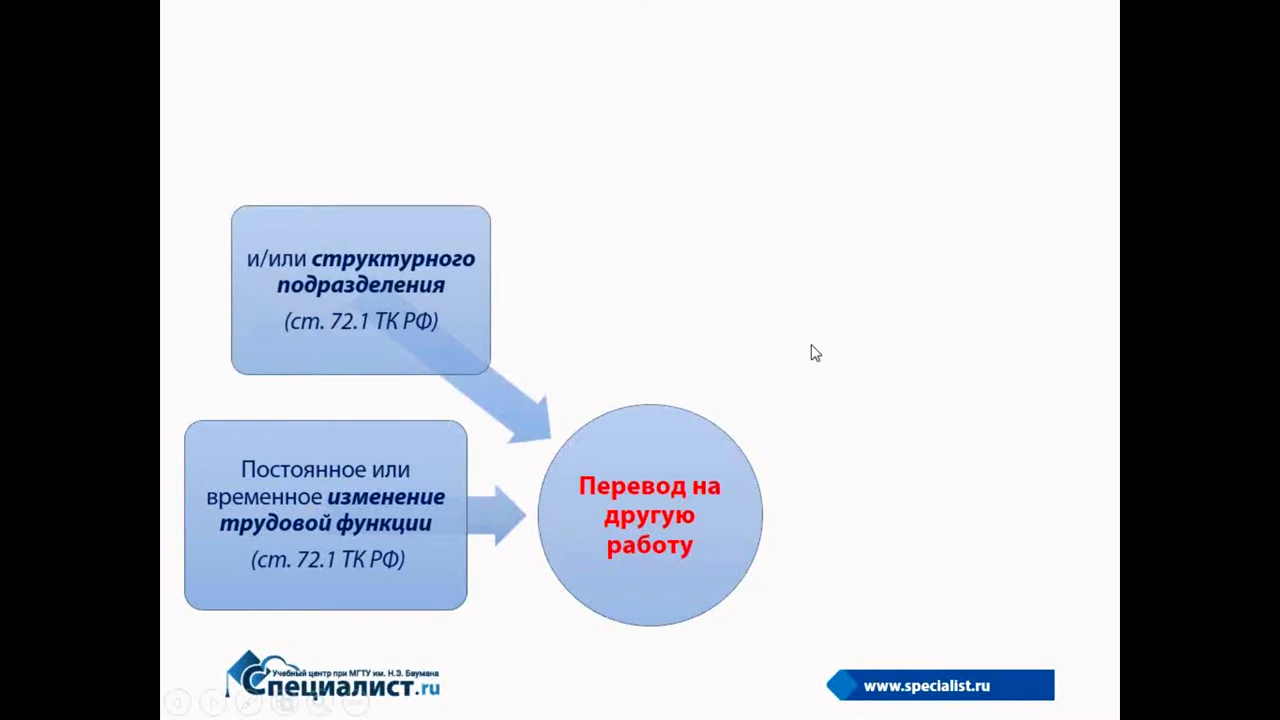 и/или структурного
подразделения
(ст. 72.1 ТК РФ)
Постоянное или
временное изменение
трудовой функции
(ст. 72.1 ТК РФ)
Перевод на
другую
работу
Учебный центр при МГТУ им. Н.Э. Баумана
Специалист.ru
www.specialist.ru